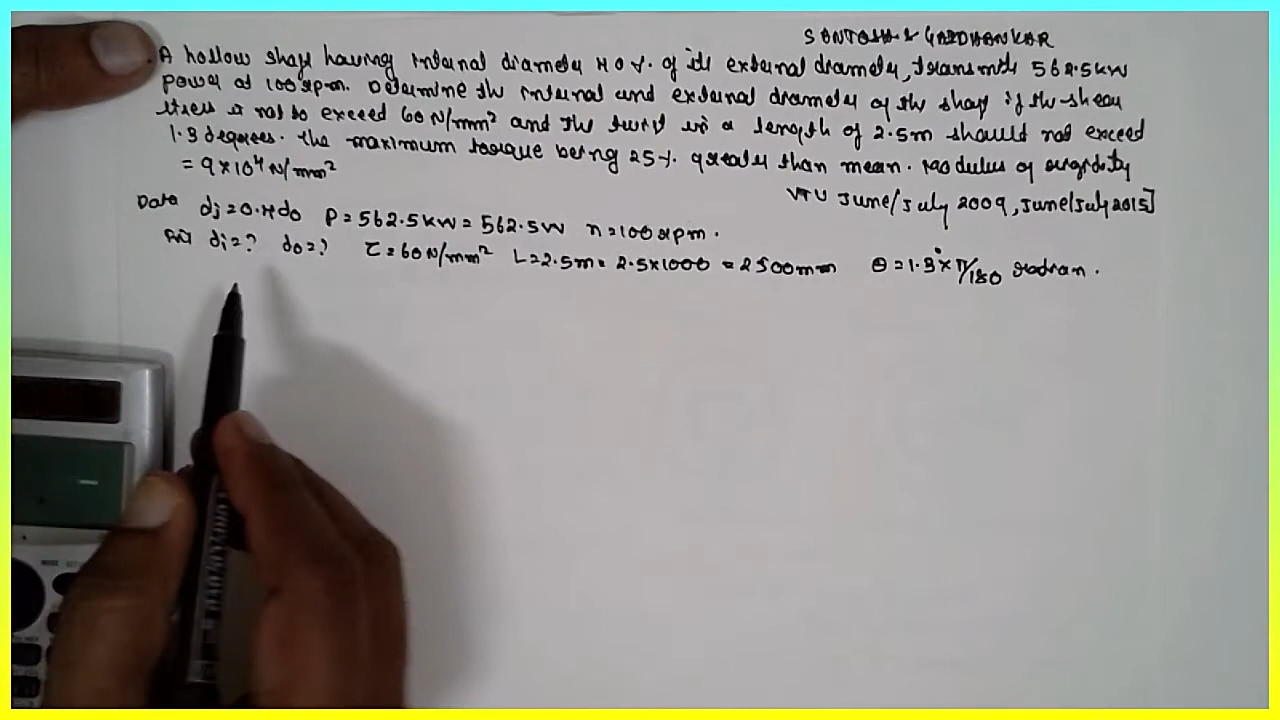 SANTOSH L GARDHANKAR
A hollow shaft having internal diameter 40 %. of its external diameter, transmits 562.5kW
power at 100 rpm. Determine the internal and external diameter of the shaft if the shear
stress is not to exceed 60 N/mm² and the twist in a length of 2.5m should not exceed
1.3 degrees. The maximum torque being 25%. greater than mean. Modulus of rigidity
= 9×10⁴ N/mm²
VTU June/July 2009, June/July 2015]
Data di=0.4do P=562.5kW=562.5W n=100rpm.
di=? do=? τ=60N/mm² L=2.5m= 2.5×1000 = 2500mm θ=1.3°×π/180 radian.